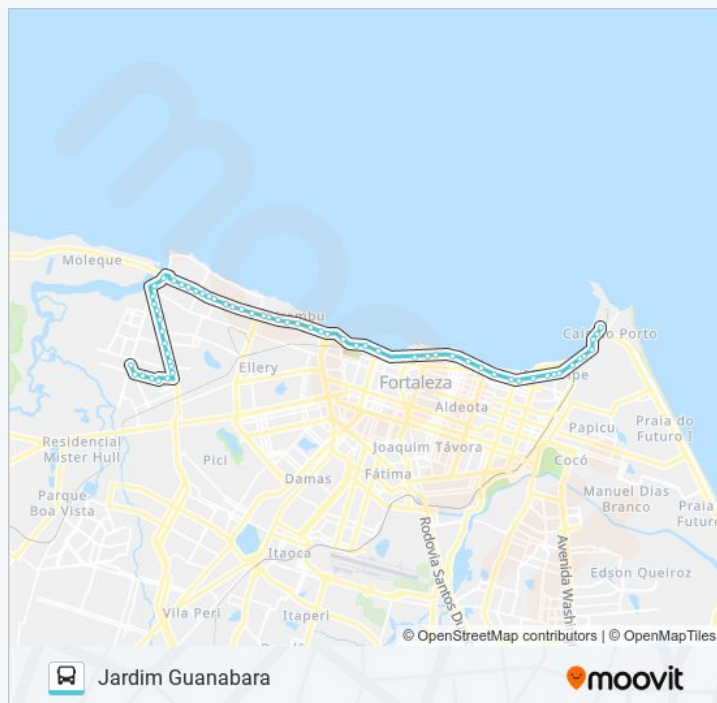 Moleque
Cais do Porto
Ellery
Fortaleza
Aldeota
Papicu
Praia do
Futuro I
Residencial
Mister Hull
Pici
Joaquim Távora
Cocó
Damas
Fátima
Manuel Dias
Branco
Parque
Boa Vista
Praia
Futuro
Itaoca
Rodovia Santos Du
Avenida Wash
Edson Queiroz
Vila Peri
Itaperi
© OpenStreetMap contributors | © OpenMapTiles
Jardim Guanabara
moovit